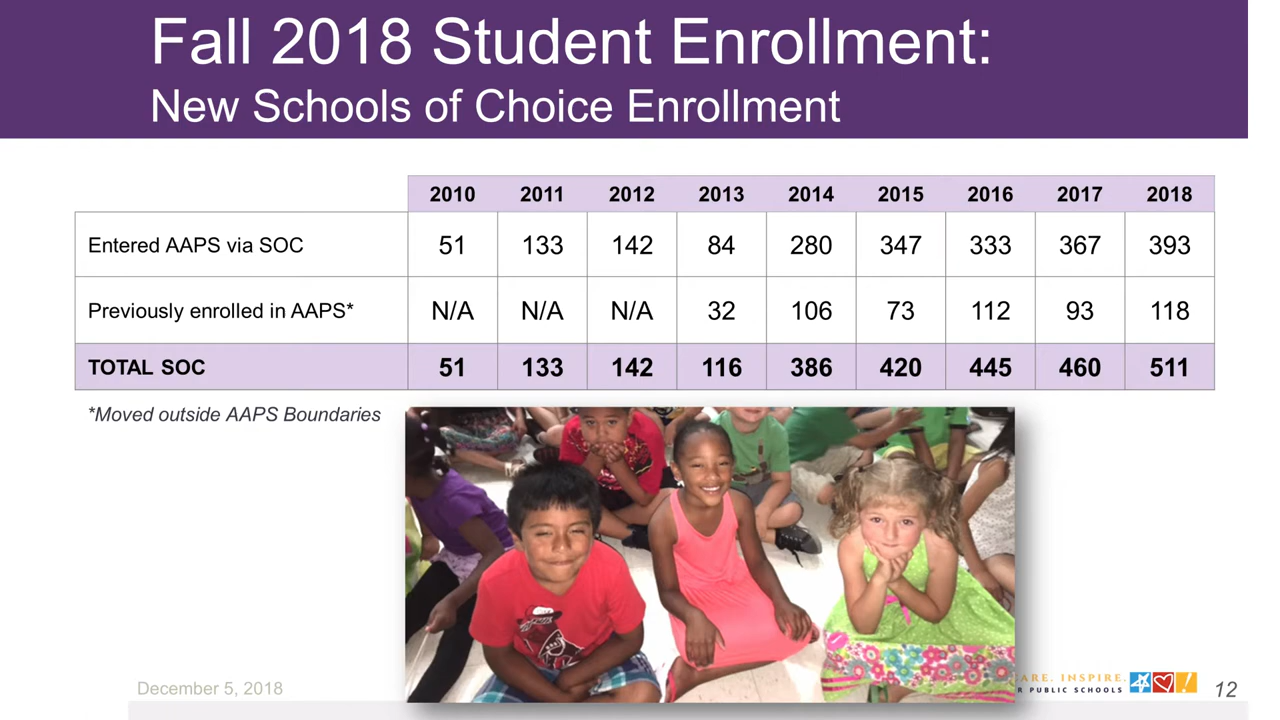 Fall 2018 Student Enrollment:
New Schools of Choice Enrollment
2010 2011 2012 2013 2014 2015 2016 2017 2018
Entered AAPS via SOC 51 133 142 84 280 347 333 367 393
Previously enrolled in AAPS* N/A N/A N/A 32 106 73 112 93 118
TOTAL SOC 51 133 142 116 386 420 445 460 511
*Moved outside AAPS Boundaries
INSPIRE.
PUBLIC SCHOOLS
December 5, 2018
12